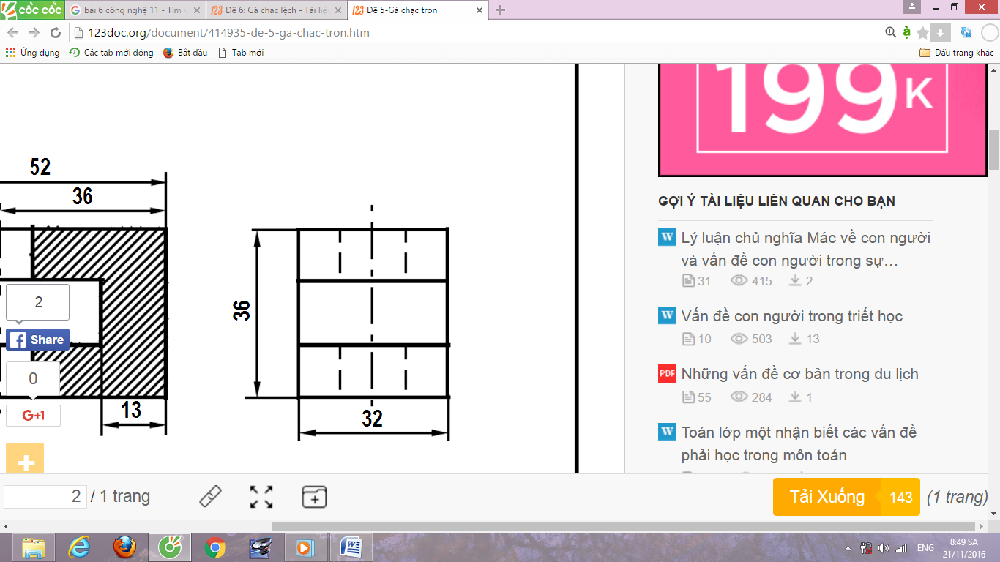 cốc cốc
bài 6 công nghệ 11 - Tìm
123 Đề 6: Gá chạc lệch - Tài liệ
123 Đề 5-Gá chạc tròn
123doc.org/document/414935-de-5-ga-chac-tron.htm
Ứng dụng
Các tab mới đóng
Bắt đầu
Tab mới
Dấu trang khác
52
36
36
13
32
2
Share
0
G+1
199K
GỢI Ý TÀI LIỆU LIÊN QUAN CHO BẠN
W Lý luận chủ nghĩa Mác về con người
và vấn đề con người trong sự…
31 415 2
W Vấn đề con người trong triết học
10 503 13
PDF Những vấn đề cơ bản trong du lịch
55 284 1
W Toán lớp một nhận biết các vấn đề
phải học trong môn toán
2 / 1 trang
Tải Xuống 143 (1 trang)
ENG
8:49 SA
21/11/2016